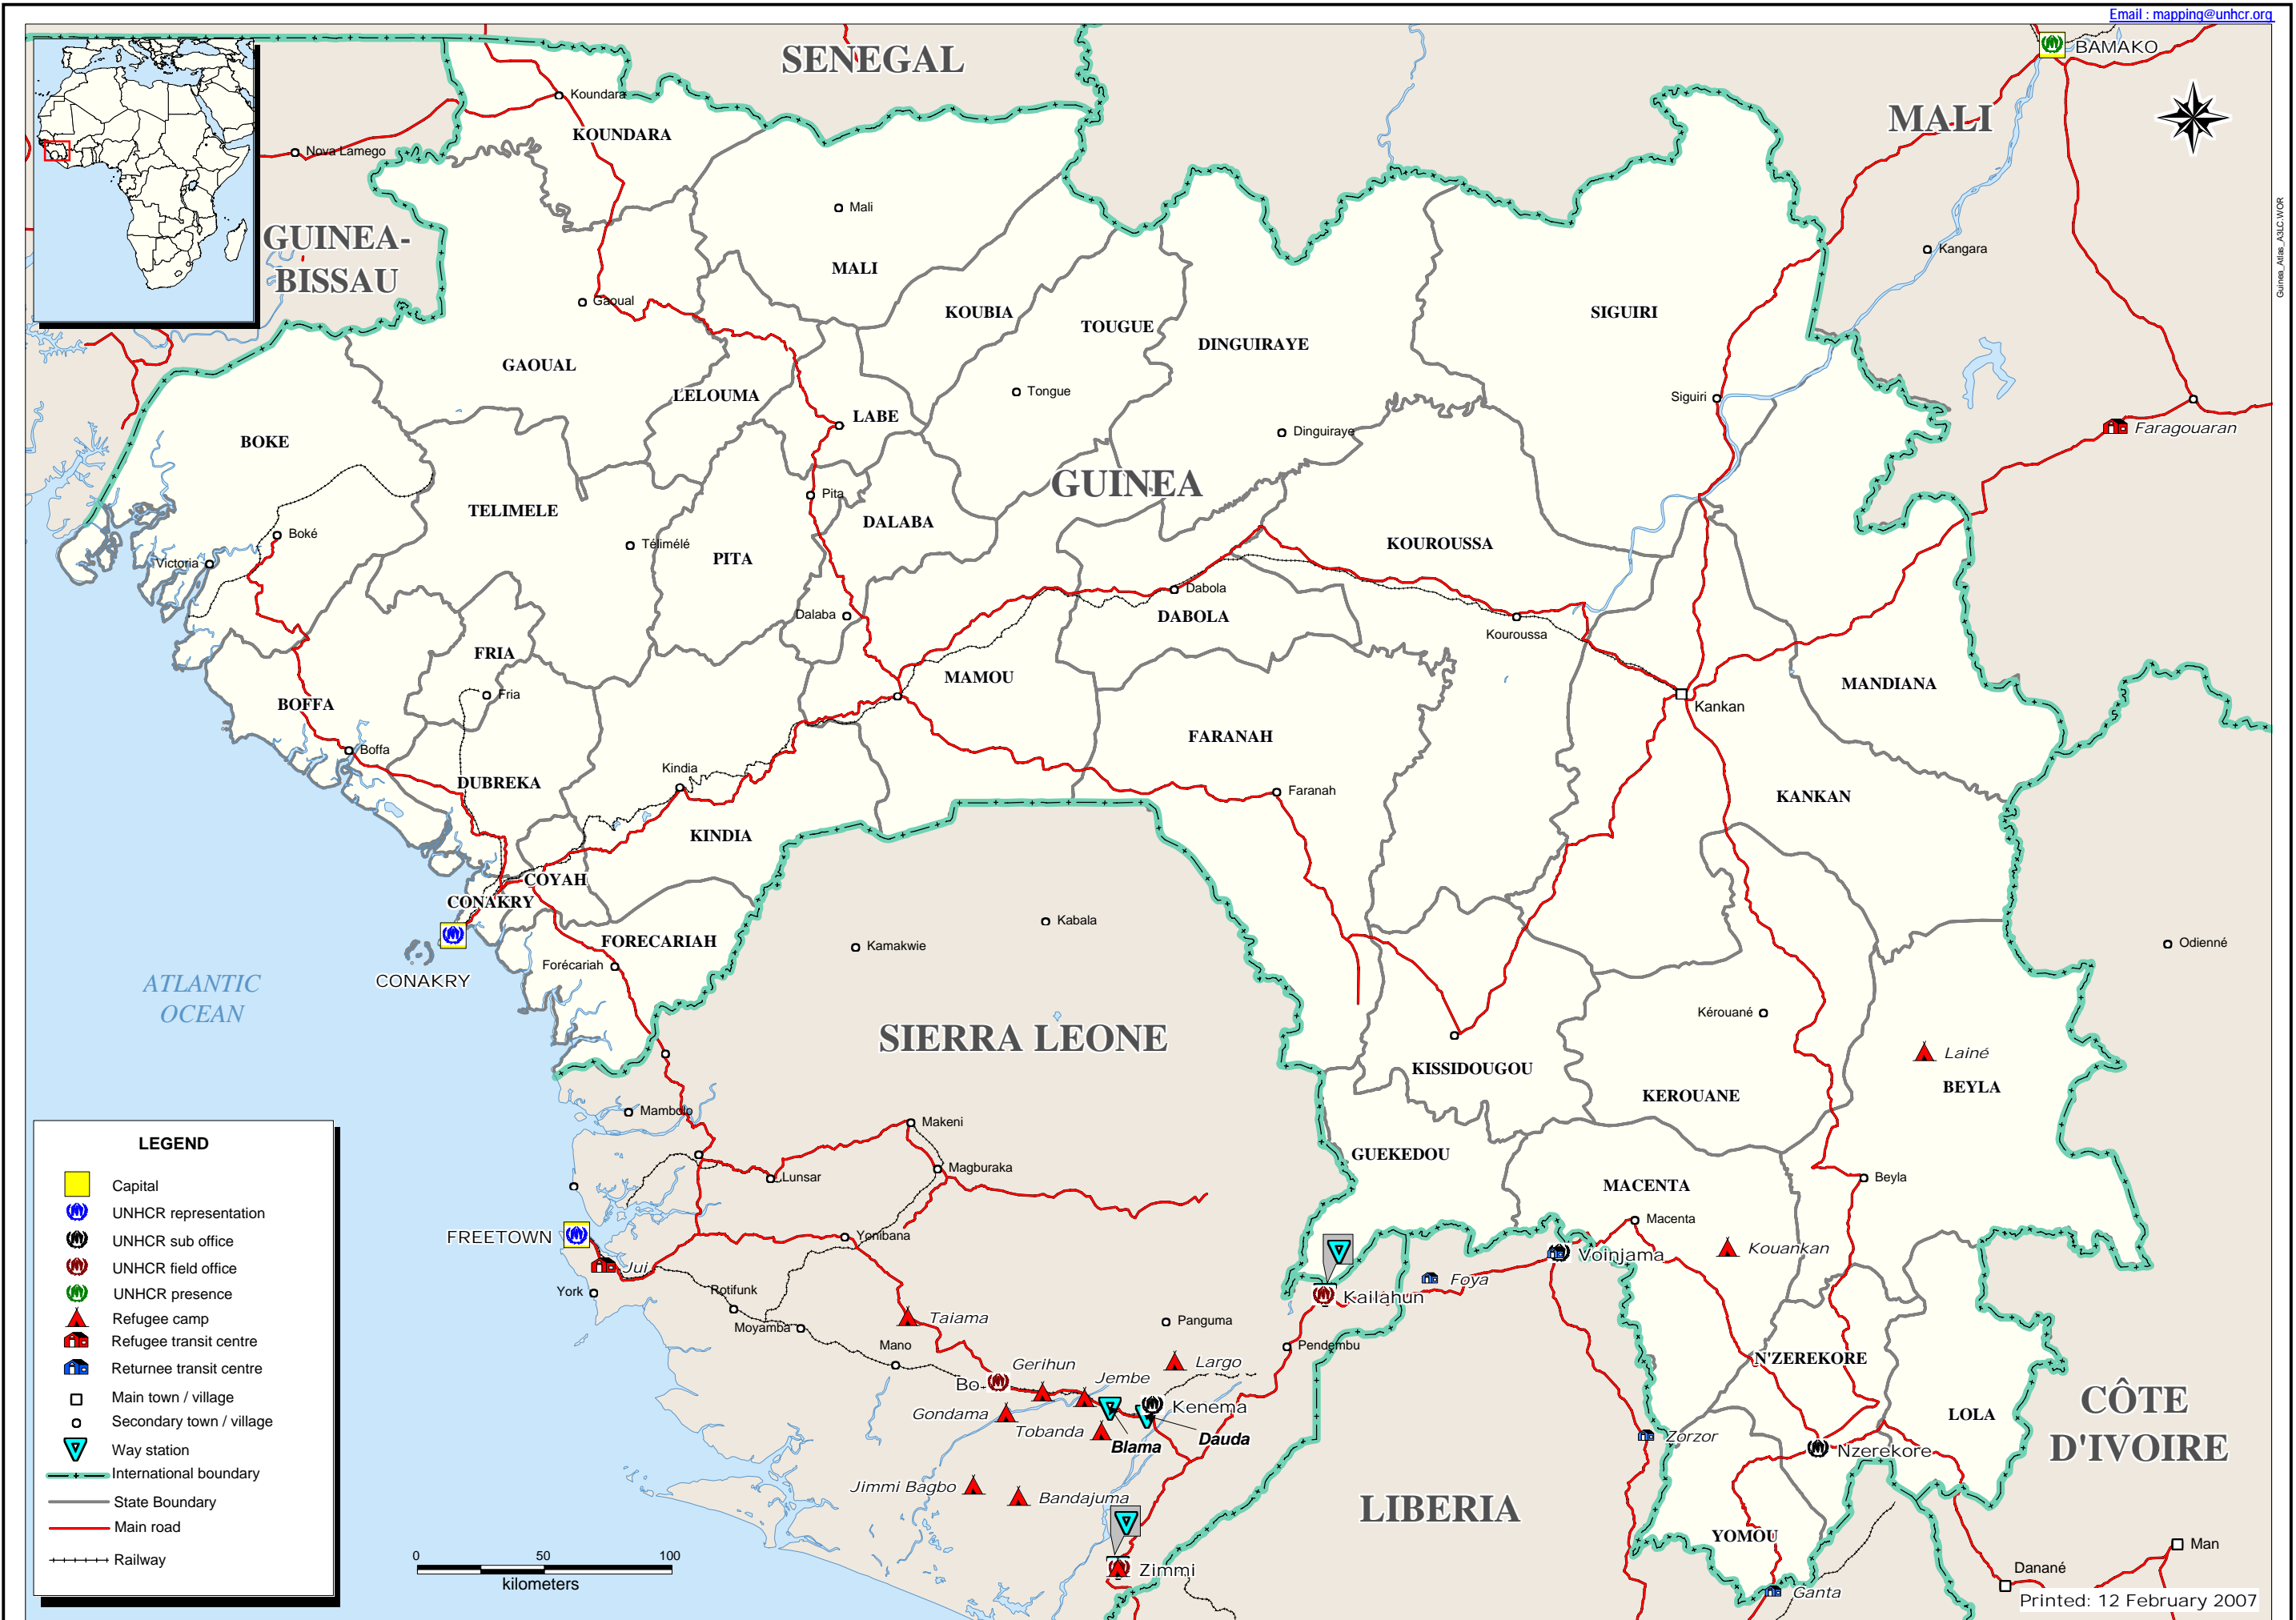 Email : mapping@unhcr.org
Guinea_Atlas_A3LC.WOR
SENEGAL
BAMAKO
MALI
Koundara
KOUNDARA
Nova Lamego
GUINEA-
BISSAU
Mali
MALI
Kangara
Gaoual
KOUBIA
TOUGUE
SIGUIRI
DINGUIRAYE
GAOUAL
LELOUMA
Tongue
Siguiri
LABE
Faragouaran
BOKE
Dinguiraye
GUINEA
Pita
TELIMELE
DALABA
Boké
Télimélé
KOUROUSSA
PITA
Victoria
Dabola
DABOLA
Dalaba
Kouroussa
FRIA
MAMOU
MANDIANA
Fria
BOFFA
Kankan
FARANAH
Boffa
Kindia
DUBREKA
Faranah
KANKAN
KINDIA
COYAH
CONAKRY
Kabala
FORECARIAH
Kamakwie
Odienné
Forécariah
CONAKRY
ATLANTIC
OCEAN
Kérouané
SIERRA LEONE
Lainé
KISSIDOUGOU
BEYLA
KEROUANE
Mambolo
Makeni
GUEKEDOU
Magburaka
Lunsar
Beyla
MACENTA
Macenta
FREETOWN
Yonibana
Kouankan
Voinjama
Jui
Foya
York
Rotifunk
Kailahun
Taiama
Panguma
Moyamba
Mano
Pendembu
N'ZEREKORE
Gerihun
Largo
Jembe
Bo
CÔTE
D'IVOIRE
Kenema
Gondama
LOLA
Tobanda
Blama
Dauda
Zorzor
Nzerekore
Jimmi Bagbo
Bandajuma
LIBERIA
YOMOU
Man
Zimmi
Danané
Ganta
LEGEND
Capital
UNHCR representation
UNHCR sub office
UNHCR field office
UNHCR presence
Refugee camp
Refugee transit centre
Returnee transit centre
Main town / village
Secondary town / village
Way station
International boundary
State Boundary
Main road
Railway
0 50 100
kilometers
Printed: 12 February 2007